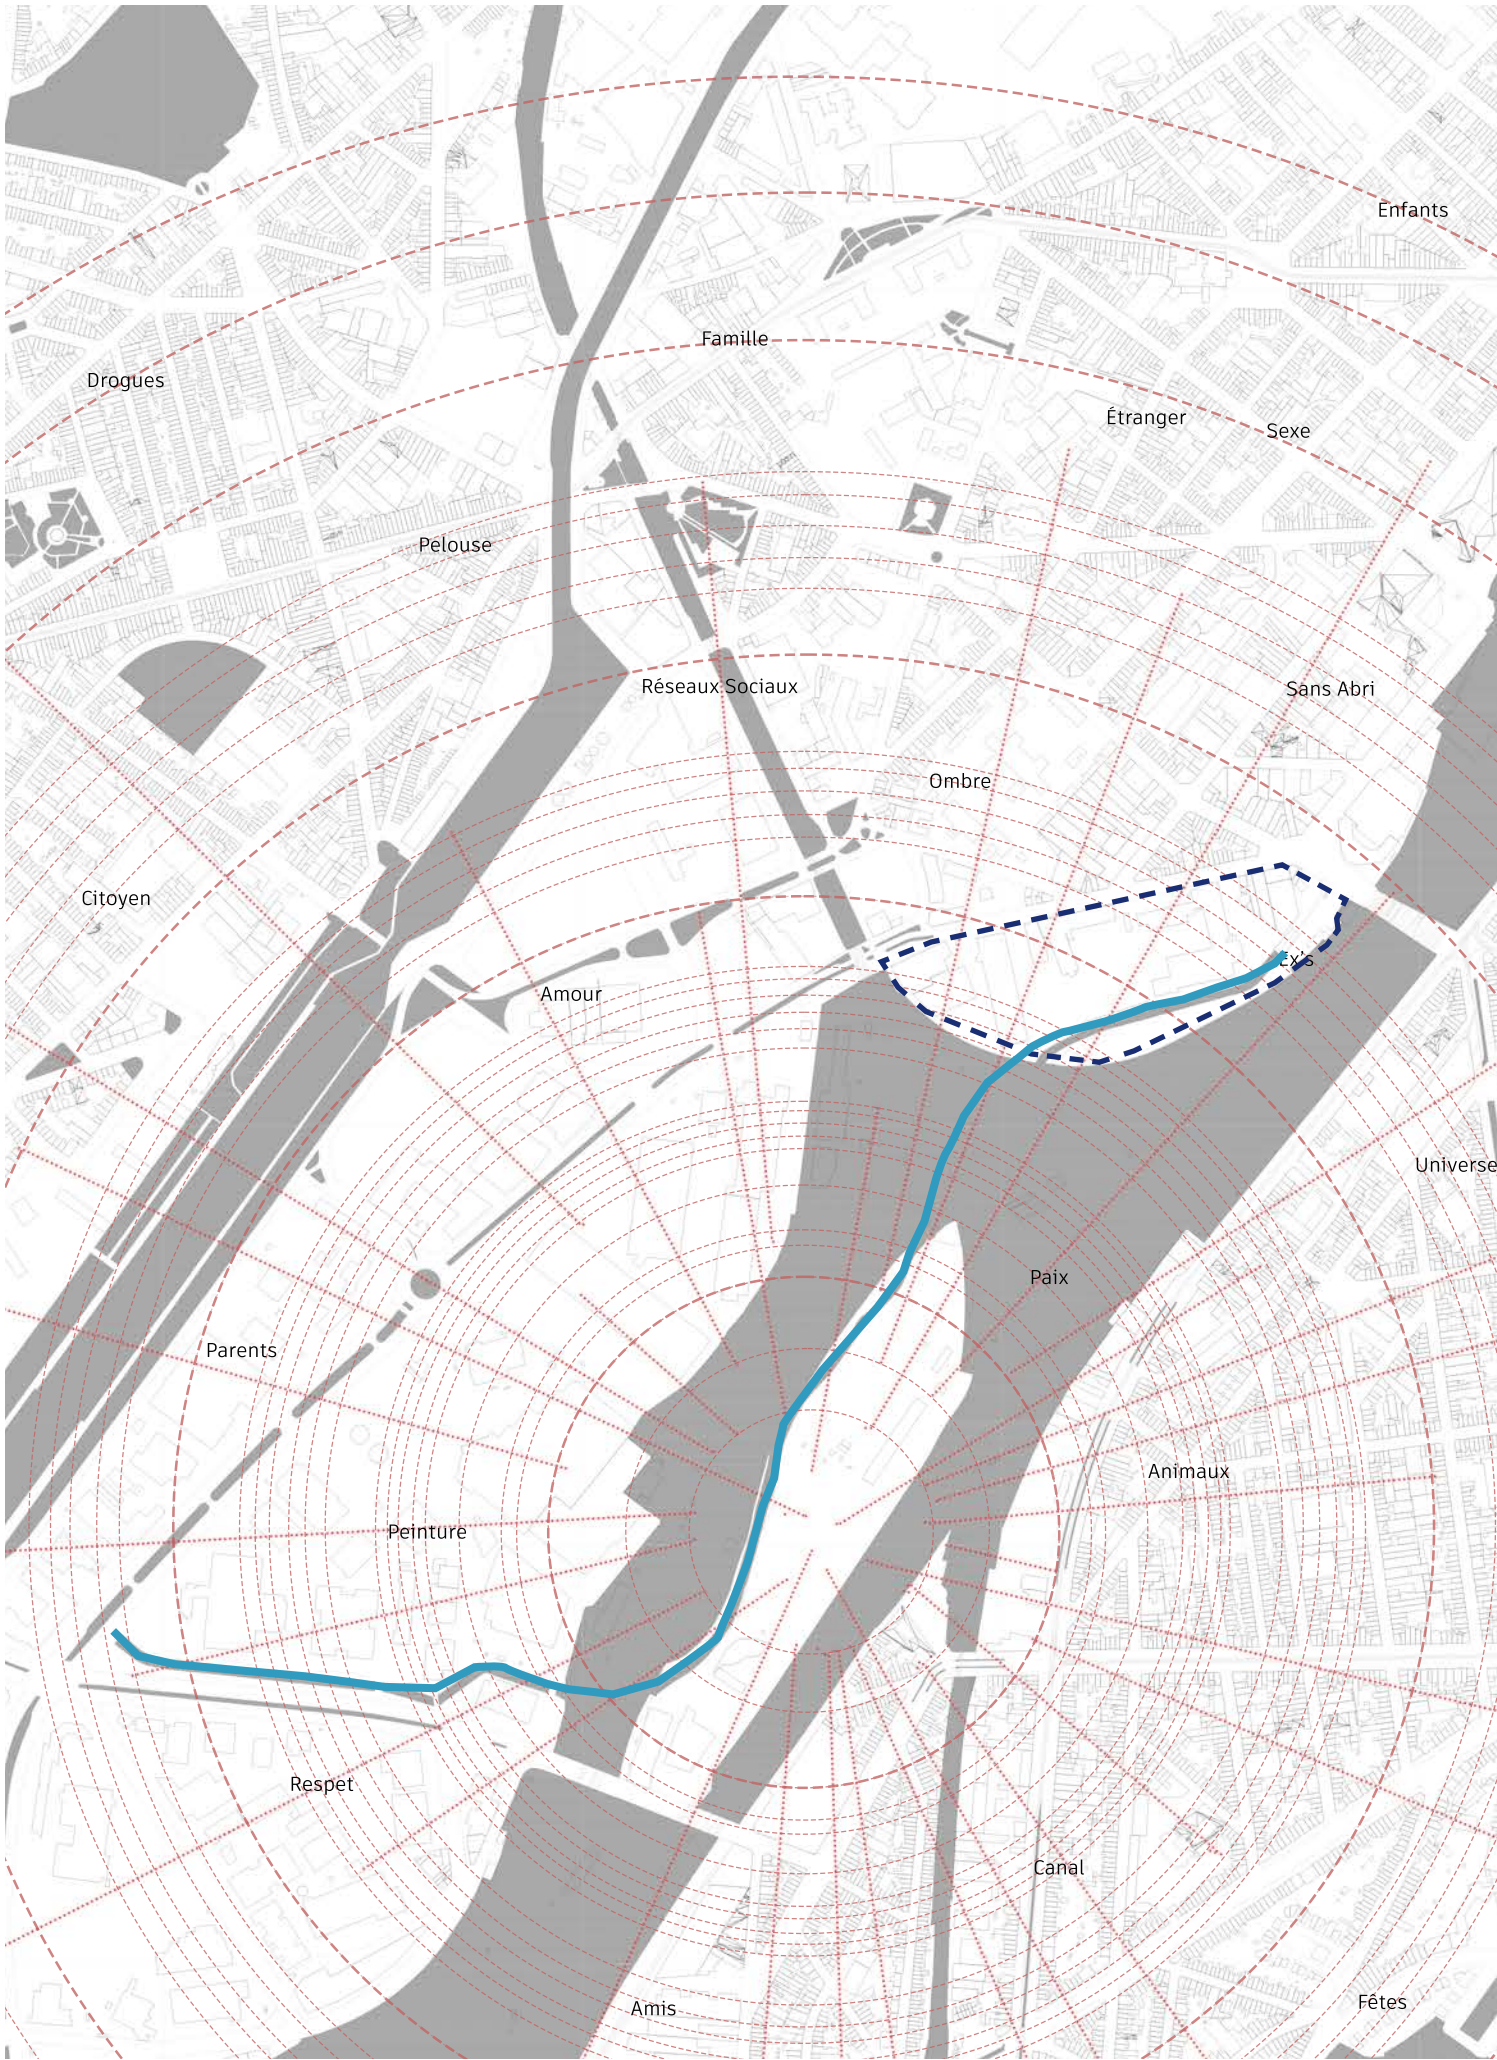 Enfants
Famille
Drogues
Étranger
Sexe
Pelouse
Réseaux Sociaux
Sans Abri
Ombre
Citoyen
Ex's
Amour
Universe
Paix
Parents
Animaux
Peinture
Respet
Canal
Fêtes
Amis